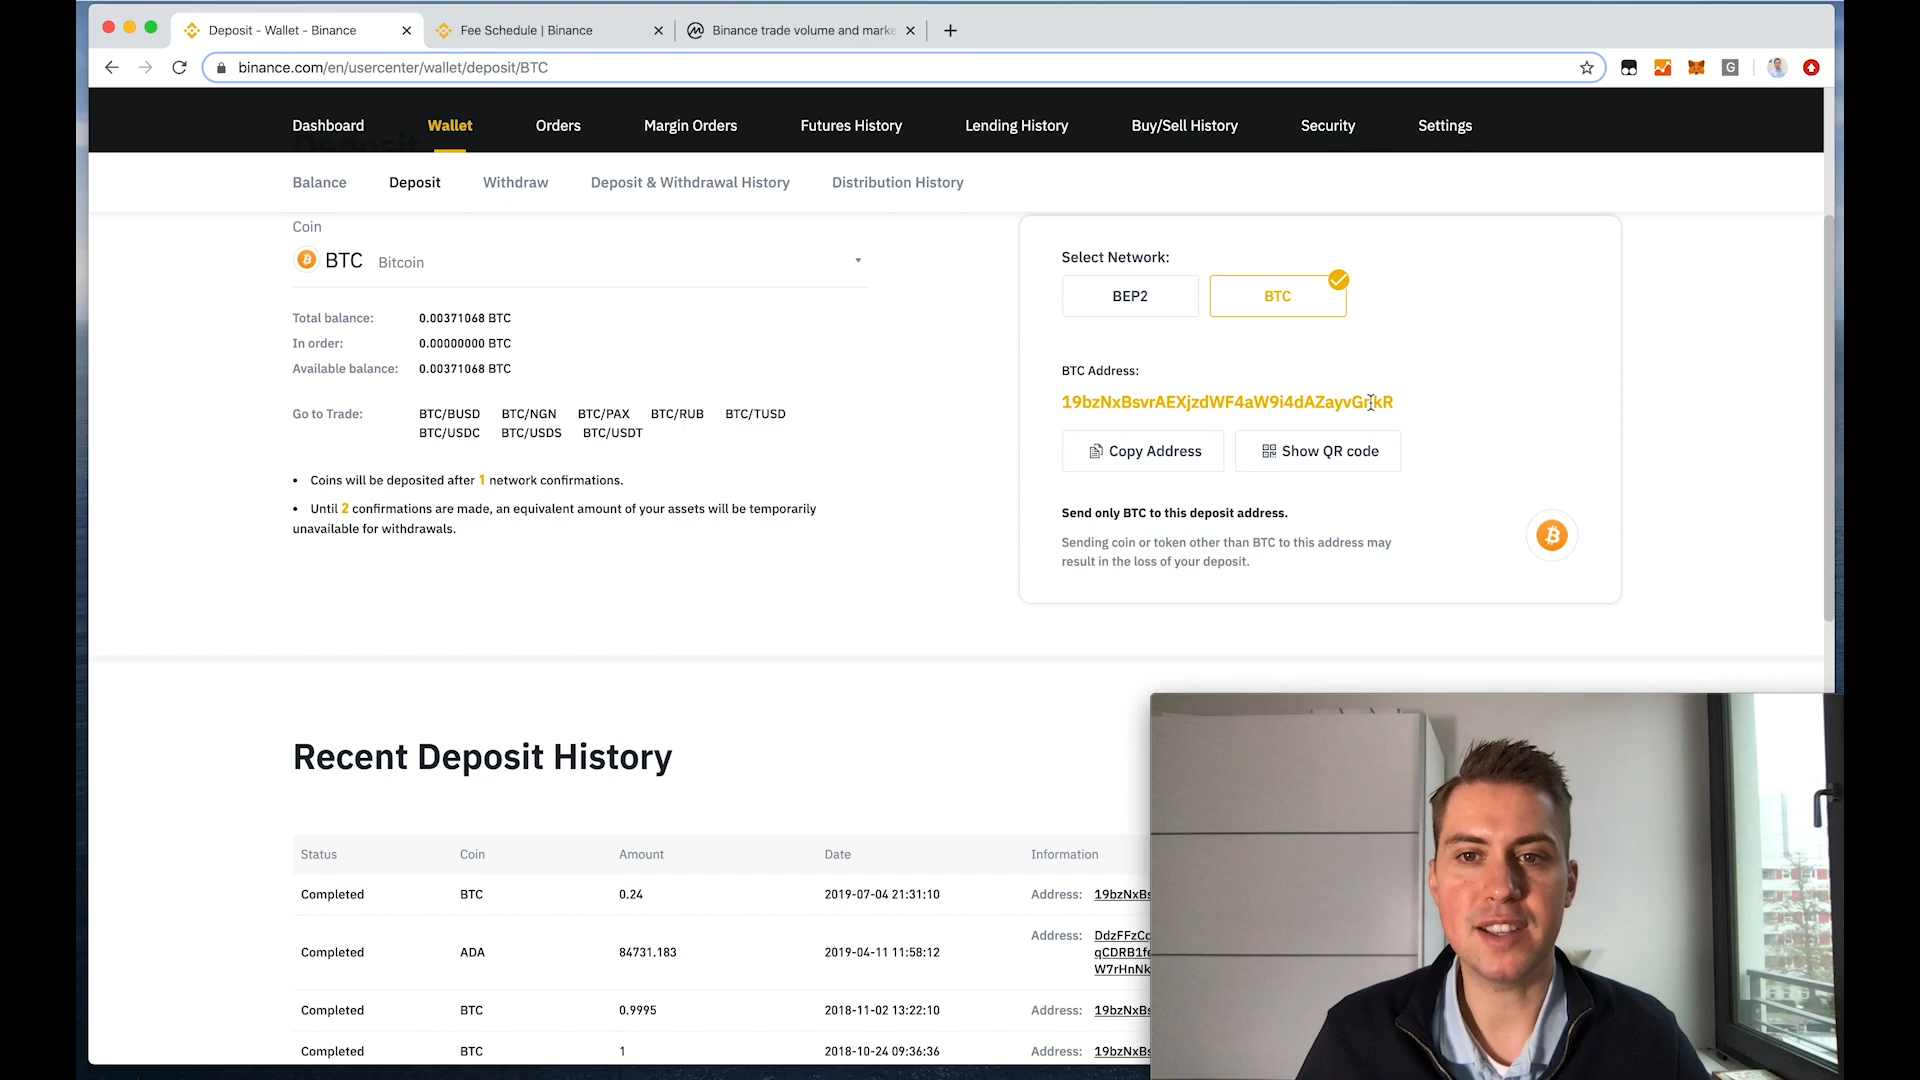 Deposit - Wallet - Binance
Fee Schedule | Binance
Binance trade volume and marke
binance.com/en/usercenter/wallet/deposit/BTC
G
Dashboard Wallet Orders Margin Orders Futures History Lending History Buy/Sell History Security Settings
Balance Deposit Withdraw Deposit & Withdrawal History Distribution History
Coin
BTC Bitcoin
Total balance: 0.00371068 BTC
In order: 0.00000000 BTC
Available balance: 0.00371068 BTC
Go to Trade: BTC/BUSD BTC/NGN BTC/PAX BTC/RUB BTC/TUSD
BTC/USDC BTC/USDS BTC/USDT
• Coins will be deposited after 1 network confirmations.
• Until 2 confirmations are made, an equivalent amount of your assets will be temporarily
unavailable for withdrawals.
Select Network:
BEP2 BTC
BTC Address:
Copy Address Show QR code
Send only BTC to this deposit address.
Sending coin or token other than BTC to this address may
result in the loss of your deposit.
Recent Deposit History
Status Coin Amount Date Information
Completed BTC 0.24 2019-07-04 21:31:10 Address: 19bzNxBs
Completed ADA 84731.183 2019-04-11 11:58:12 Address: DdzFFzCq
qCDRB1fe
W7rHnNk
Completed BTC 0.9995 2018-11-02 13:22:10 Address: 19bzNxBs
Completed BTC 1 2018-10-24 09:36:36 Address: 19bzNxBs